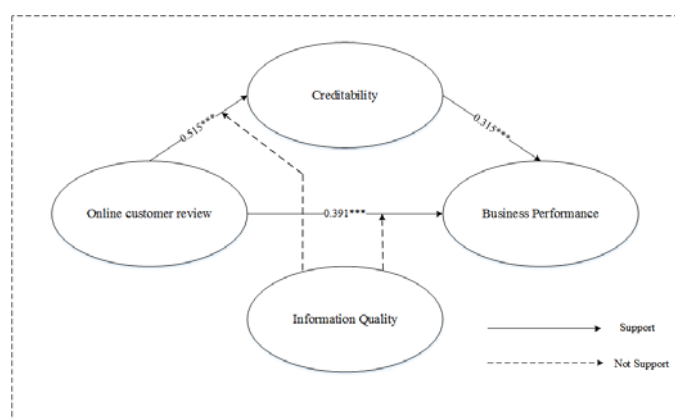 Creditability
0.515***
0.315***
Online customer review
0.391***
Business Performance
Information Quality
Support
Not Support